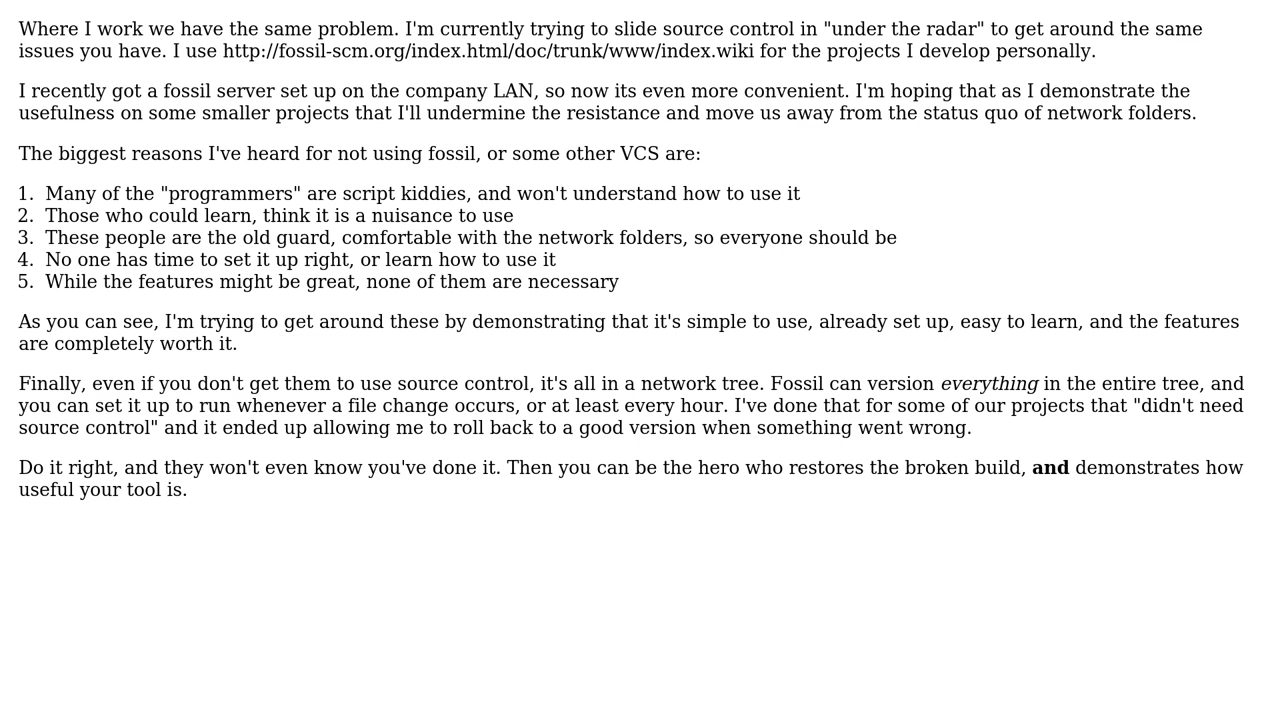 Where I work we have the same problem. I'm currently trying to slide source control in "under the radar" to get around the same
issues you have. I use http://fossil-scm.org/index.html/doc/trunk/www/index.wiki for the projects I develop personally.
I recently got a fossil server set up on the company LAN, so now its even more convenient. I'm hoping that as I demonstrate the
usefulness on some smaller projects that I'll undermine the resistance and move us away from the status quo of network folders.
The biggest reasons I've heard for not using fossil, or some other VCS are:
1. Many of the "programmers" are script kiddies, and won't understand how to use it
2. Those who could learn, think it is a nuisance to use
3. These people are the old guard, comfortable with the network folders, so everyone should be
4. No one has time to set it up right, or learn how to use it
5. While the features might be great, none of them are necessary
As you can see, I'm trying to get around these by demonstrating that it's simple to use, already set up, easy to learn, and the features
are completely worth it.
Finally, even if you don't get them to use source control, it's all in a network tree. Fossil can version everything in the entire tree, and
you can set it up to run whenever a file change occurs, or at least every hour. I've done that for some of our projects that "didn't need
source control" and it ended up allowing me to roll back to a good version when something went wrong.
Do it right, and they won't even know you've done it. Then you can be the hero who restores the broken build, and demonstrates how
useful your tool is.